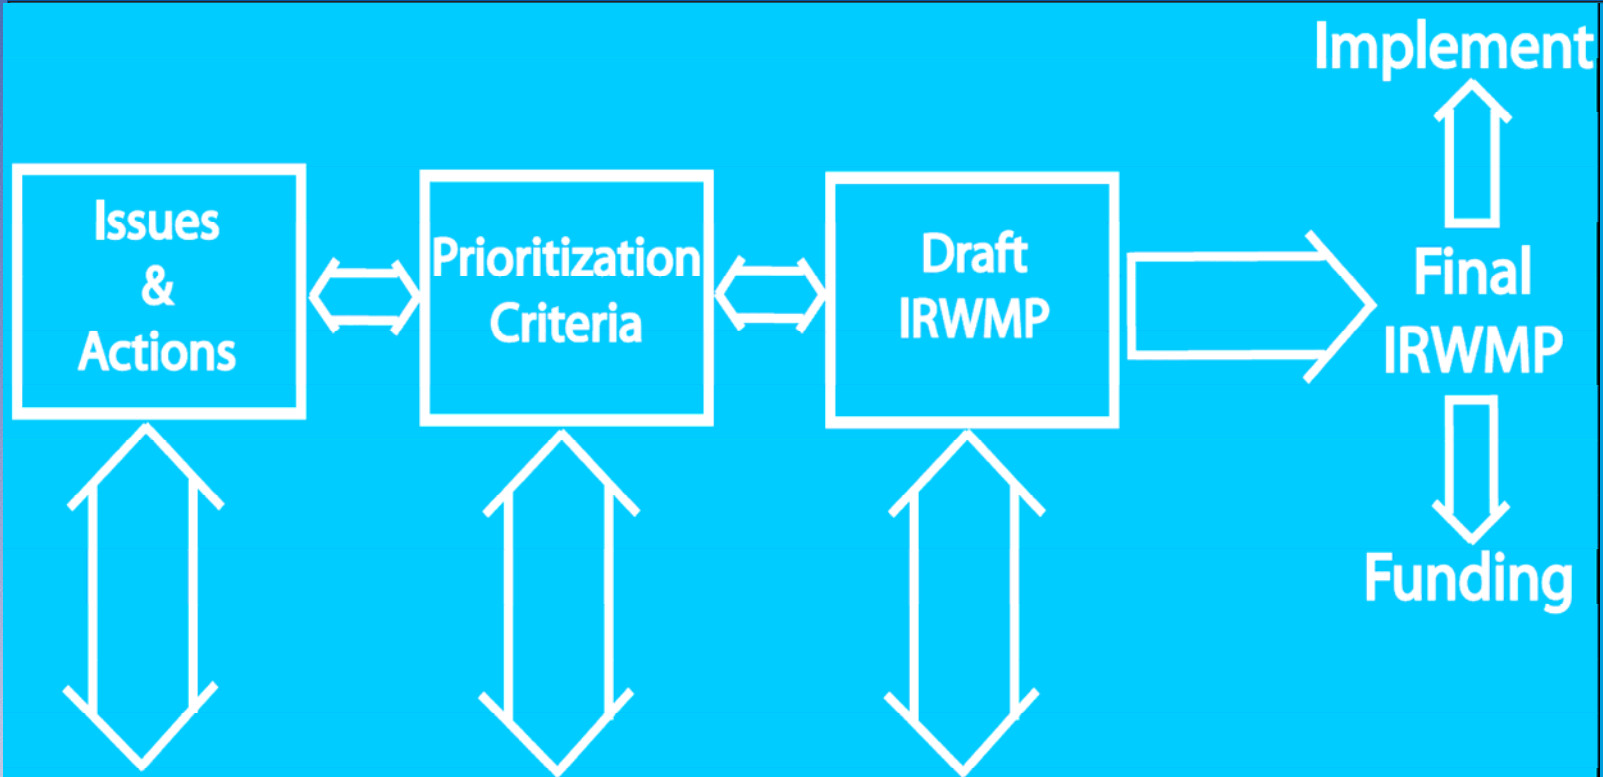 Implement
Issues
&
Actions
Prioritization
Criteria
Draft
IRWMP
Final
IRWMP
Funding